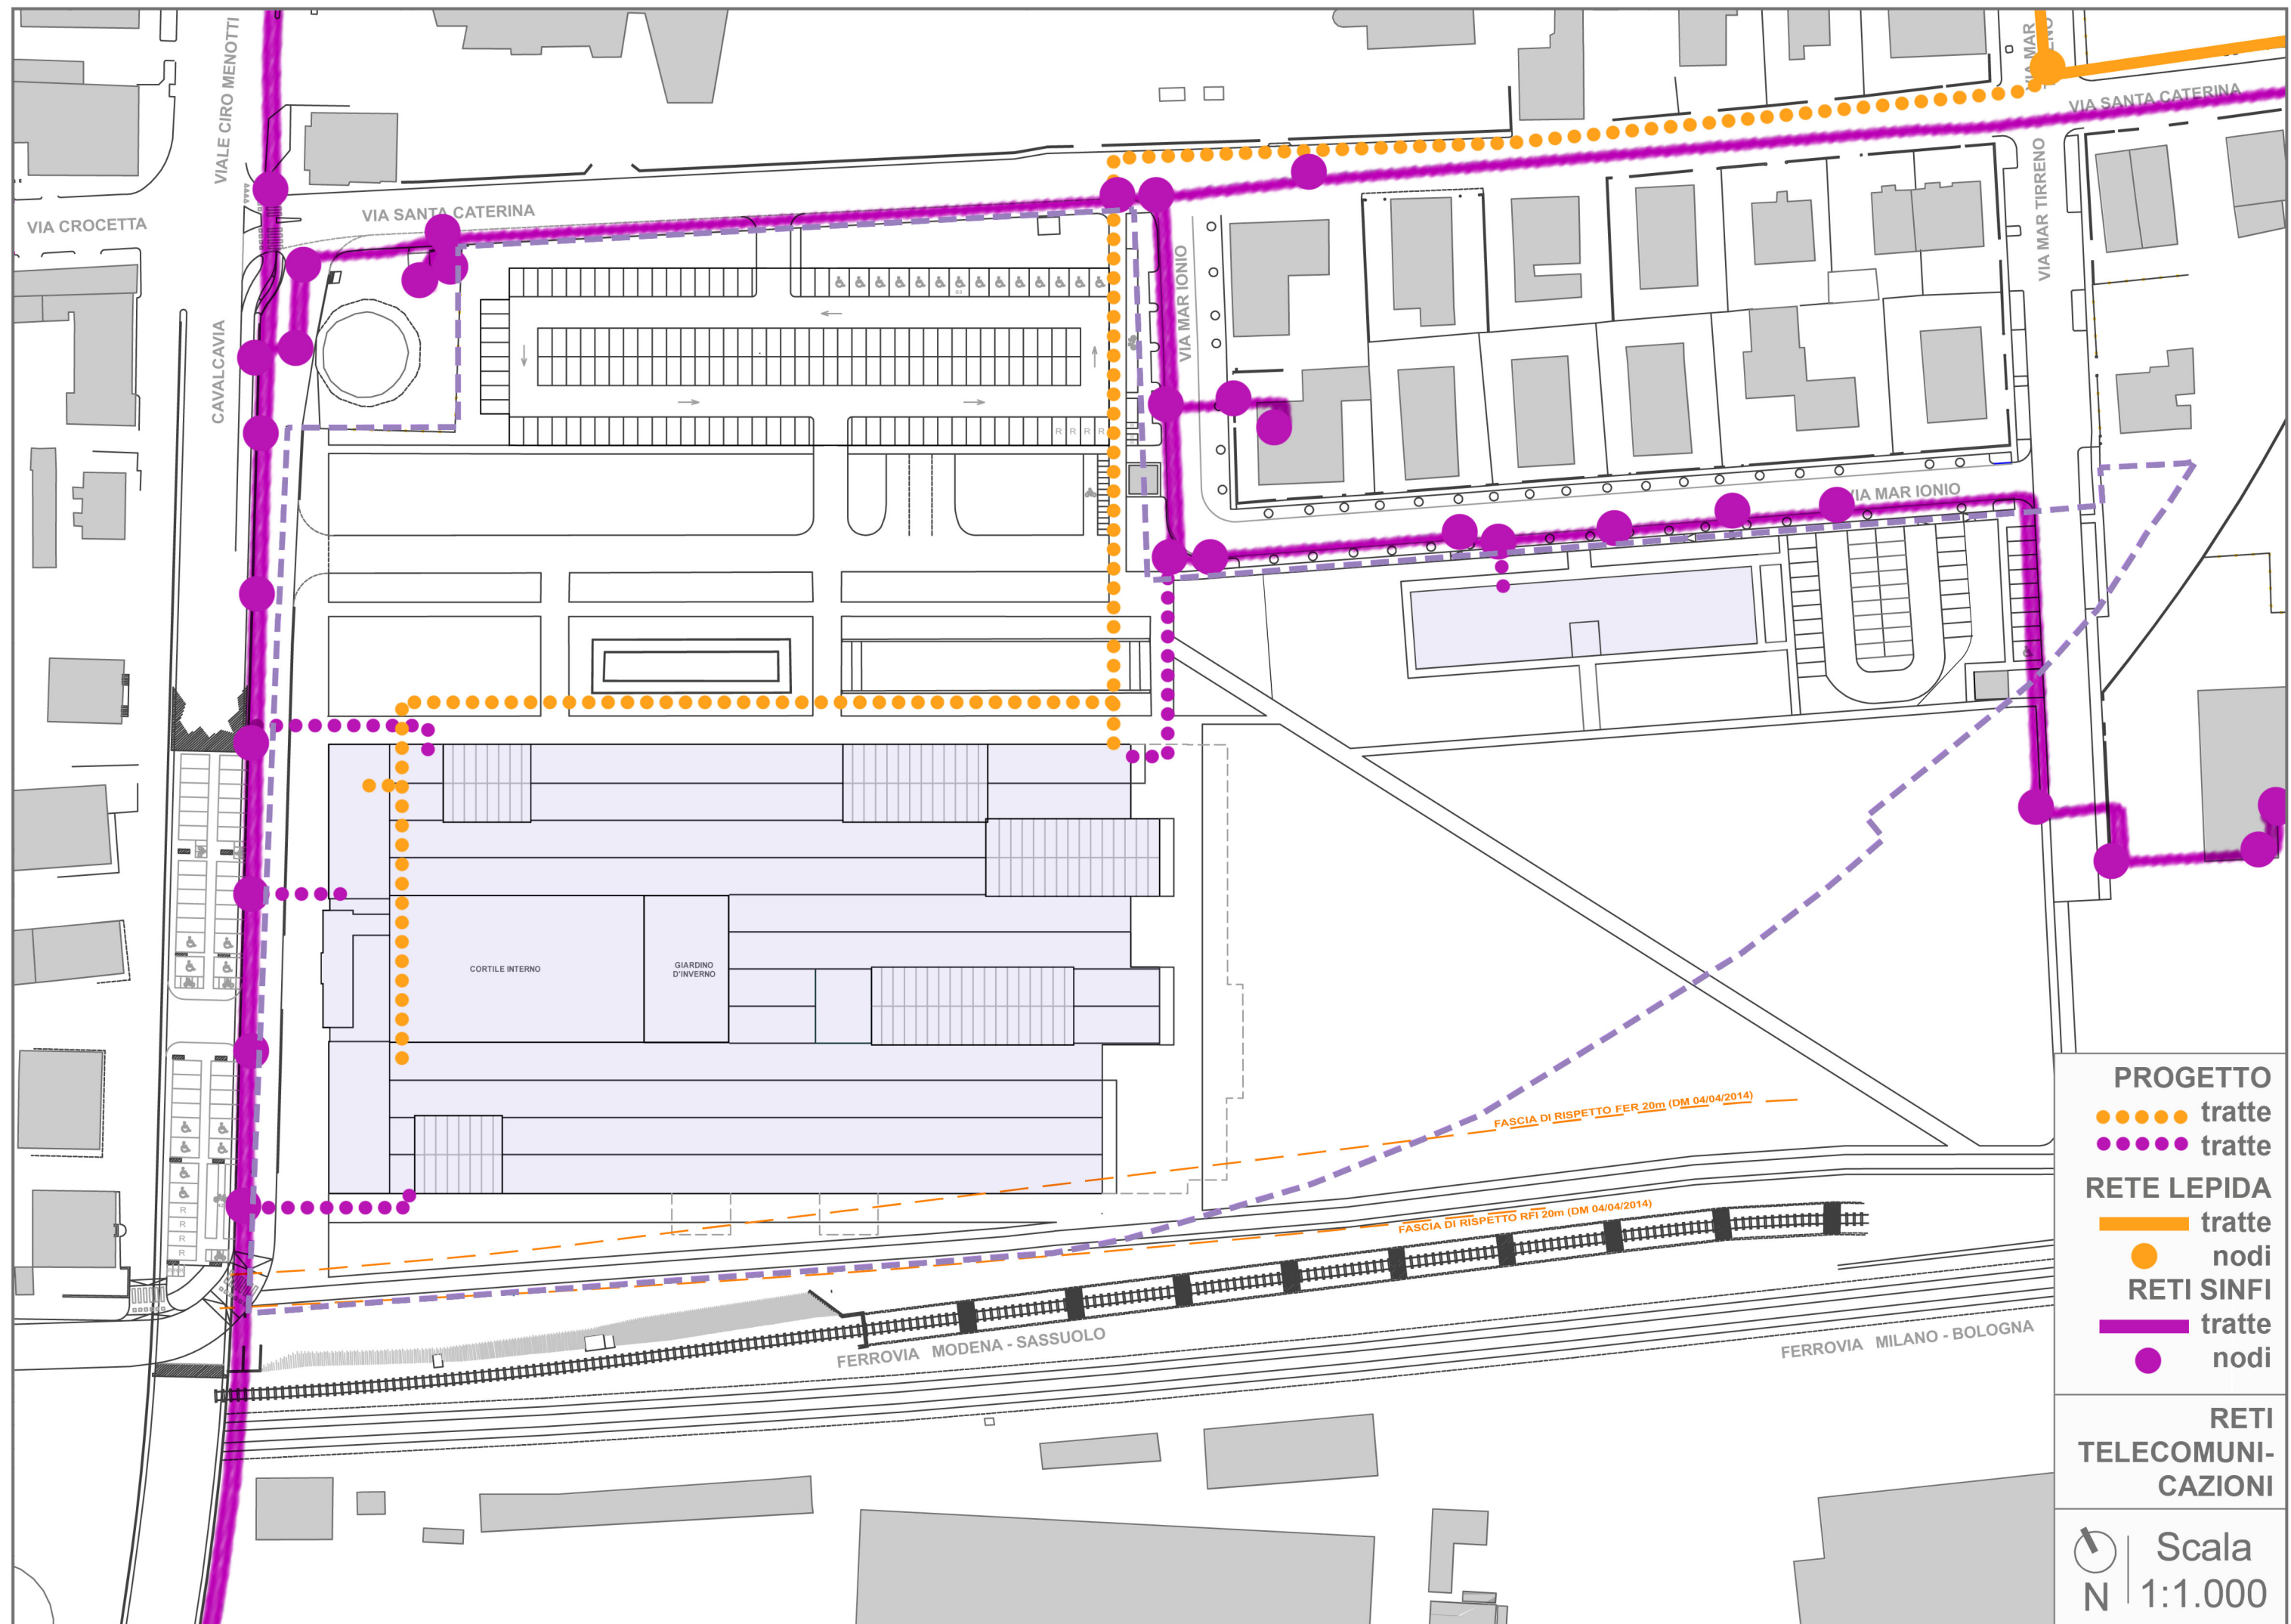 VIALE CIRO MENOTTI
VIA MAR
VIA SANTA CATERINA
VIA CROCETTA
VIA SANTA CATERINA
VIA MAR TIRRENO
VIA MAR IONIO
CAVALCAVIA
R R R R
VIA MAR IONIO
CORTILE INTERNO
GIARDINO
D'INVERNO
R
R
R
R
FASCIA DI RISPETTO FER 20m (DM 04/04/2014)
FASCIA DI RISPETTO RFI 20m (DM 04/04/2014)
FERROVIA MODENA - SASSUOLO
FERROVIA MILANO - BOLOGNA
PROGETTO
tratte
tratte
RETE LEPIDA
tratte
nodi
RETI SINFI
tratte
nodi
RETI
TELECOMUNI-
CAZIONI
N
Scala
1:1.000